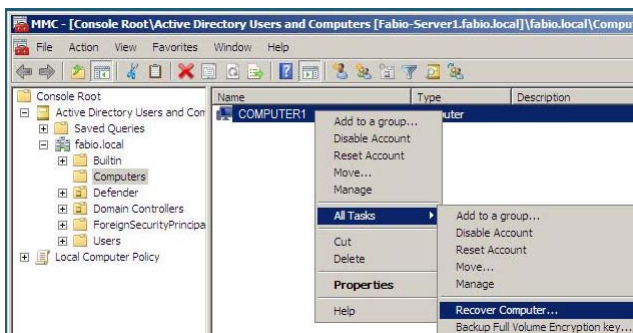 MMC - [Console Root\Active Directory Users and Computers [Fabio-Server1.fabio.local]\fabio.local\Compu
File Action View Favorites Window Help
Console Root
Active Directory Users and Com
Saved Queries
fabio.local
Builtin
Computers
Defender
Domain Controllers
ForeignSecurityPrincipa
Users
Local Computer Policy
Name Type Description
COMPUTER1 uter
Add to a group...
Disable Account
Reset Account
Move...
Manage
All Tasks
Cut
Delete
Properties
Help
Add to a group...
Disable Account
Reset Account
Move...
Manage
Recover Computer...
Backup Full Volume Encryption key...